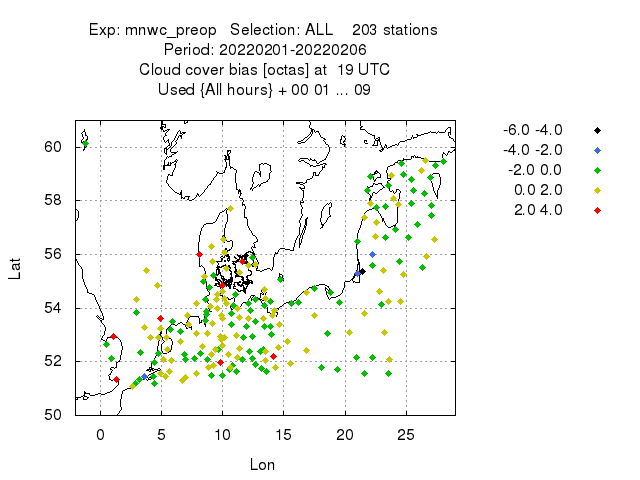 Exp: mnwc_preop   Selection: ALL    203 stations
Period: 20220201-20220206
Cloud cover bias [octas] at  19 UTC
Used {All hours} + 00 01 ... 09
-6.0 -4.0
-4.0 -2.0
-2.0 0.0
0.0 2.0
2.0 4.0
60
58
56
54
52
50
Lat
0 5 10 15 20 25
Lon